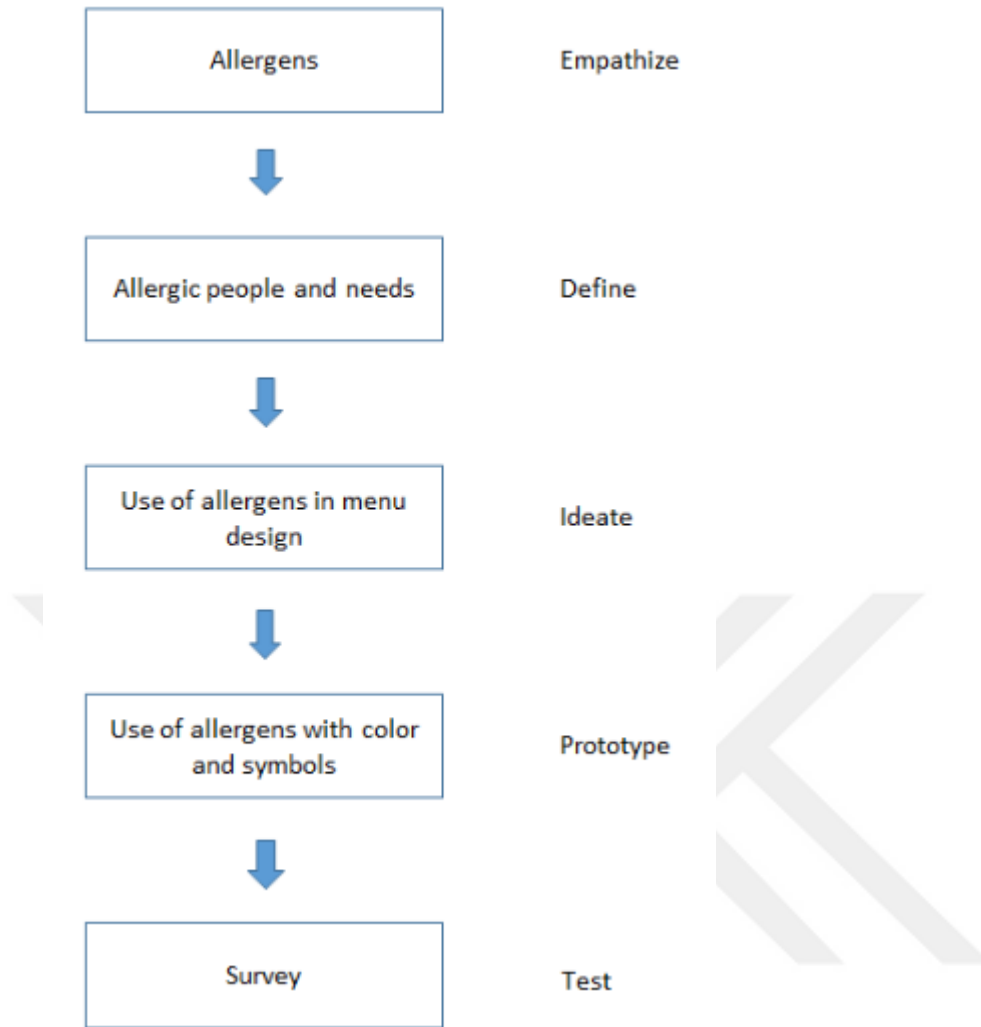 Allergens
Empathize
Allergic people and needs
Define
Use of allergens in menu
design
Ideate
Use of allergens with color
and symbols
Prototype
Survey
Test